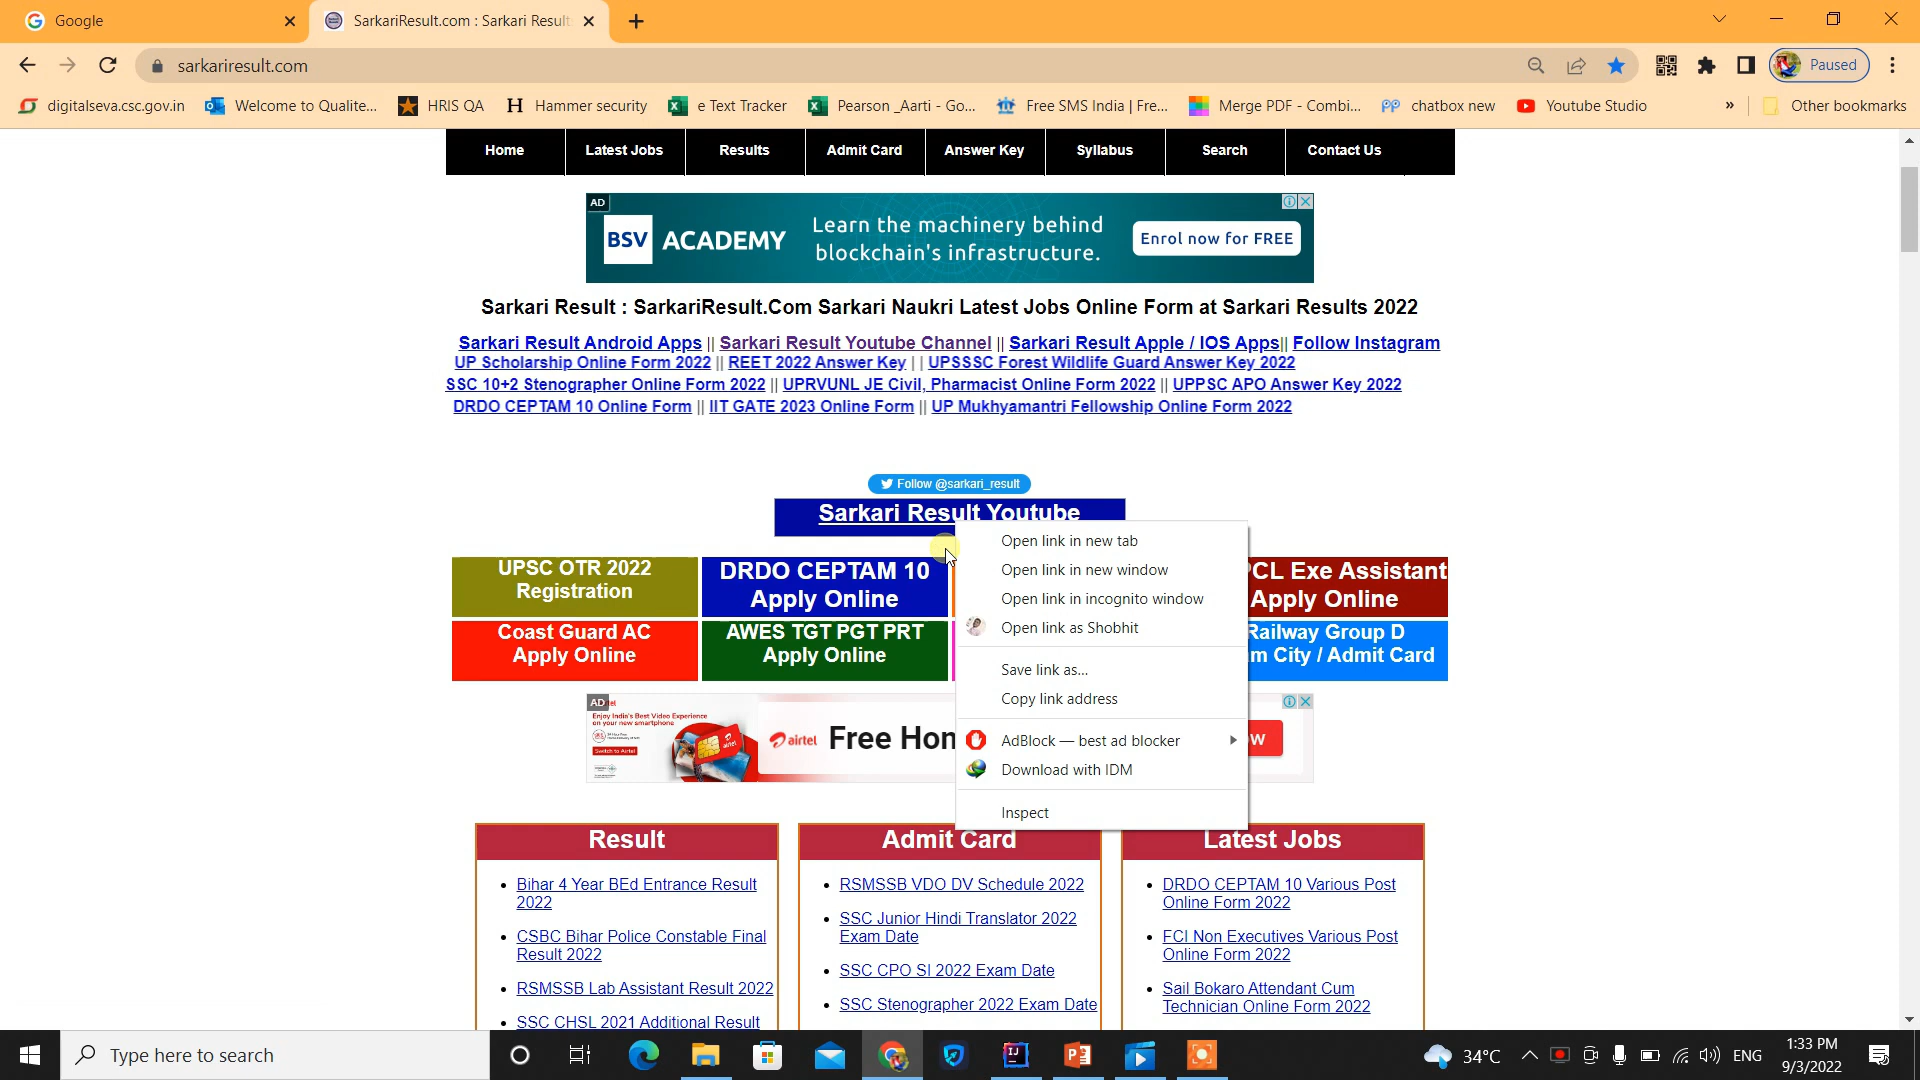 Google
SarkariResult.com : Sarkari Result
sarkariresult.com
Paused
digitalseva.csc.gov.in
Welcome to Qualite...
HRIS QA
Hammer security
e Text Tracker
Pearson _Aarti - Go...
Free SMS India | Fre...
Merge PDF - Combi...
chatbox new
Youtube Studio
»
Other bookmarks
Home
Latest Jobs
Results
Admit Card
Answer Key
Syllabus
Search
Contact Us
AD
BSV ACADEMY
Learn the machinery behind
blockchain's infrastructure.
Enrol now for FREE
Sarkari Result : SarkariResult.Com Sarkari Naukri Latest Jobs Online Form at Sarkari Results 2022
Sarkari Result Android Apps || Sarkari Result Youtube Channel || Sarkari Result Apple / IOS Apps|| Follow Instagram
UP Scholarship Online Form 2022 || REET 2022 Answer Key | | UPSSSC Forest Wildlife Guard Answer Key 2022
SSC 10+2 Stenographer Online Form 2022 || UPRVUNL JE Civil, Pharmacist Online Form 2022 || UPPSC APO Answer Key 2022
DRDO CEPTAM 10 Online Form || IIT GATE 2023 Online Form || UP Mukhyamantri Fellowship Online Form 2022
Follow @sarkari_result
Sarkari Result Youtube
UPSC OTR 2022
Registration
DRDO CEPTAM 10
Apply Online
CL Exe Assistant
Apply Online
Coast Guard AC
Apply Online
AWES TGT PGT PRT
Apply Online
Railway Group D
m City / Admit Card
Open link in new tab
Open link in new window
Open link in incognito window
Open link as Shobhit
Save link as...
Copy link address
AdBlock — best ad blocker
Download with IDM
Inspect
AD
Enjoy India's Best Video Experience
on your new smartphone
Switch to Airtel
airtel
Free Hom
W
Result
Bihar 4 Year BEd Entrance Result
2022
CSBC Bihar Police Constable Final
Result 2022
RSMSSB Lab Assistant Result 2022
SSC CHSL 2021 Additional Result
Admit Card
RSMSSB VDO DV Schedule 2022
SSC Junior Hindi Translator 2022
Exam Date
SSC CPO SI 2022 Exam Date
SSC Stenographer 2022 Exam Date
Latest Jobs
DRDO CEPTAM 10 Various Post
Online Form 2022
FCI Non Executives Various Post
Online Form 2022
Sail Bokaro Attendant Cum
Technician Online Form 2022
Type here to search
34°C
ENG
1:33 PM
9/3/2022